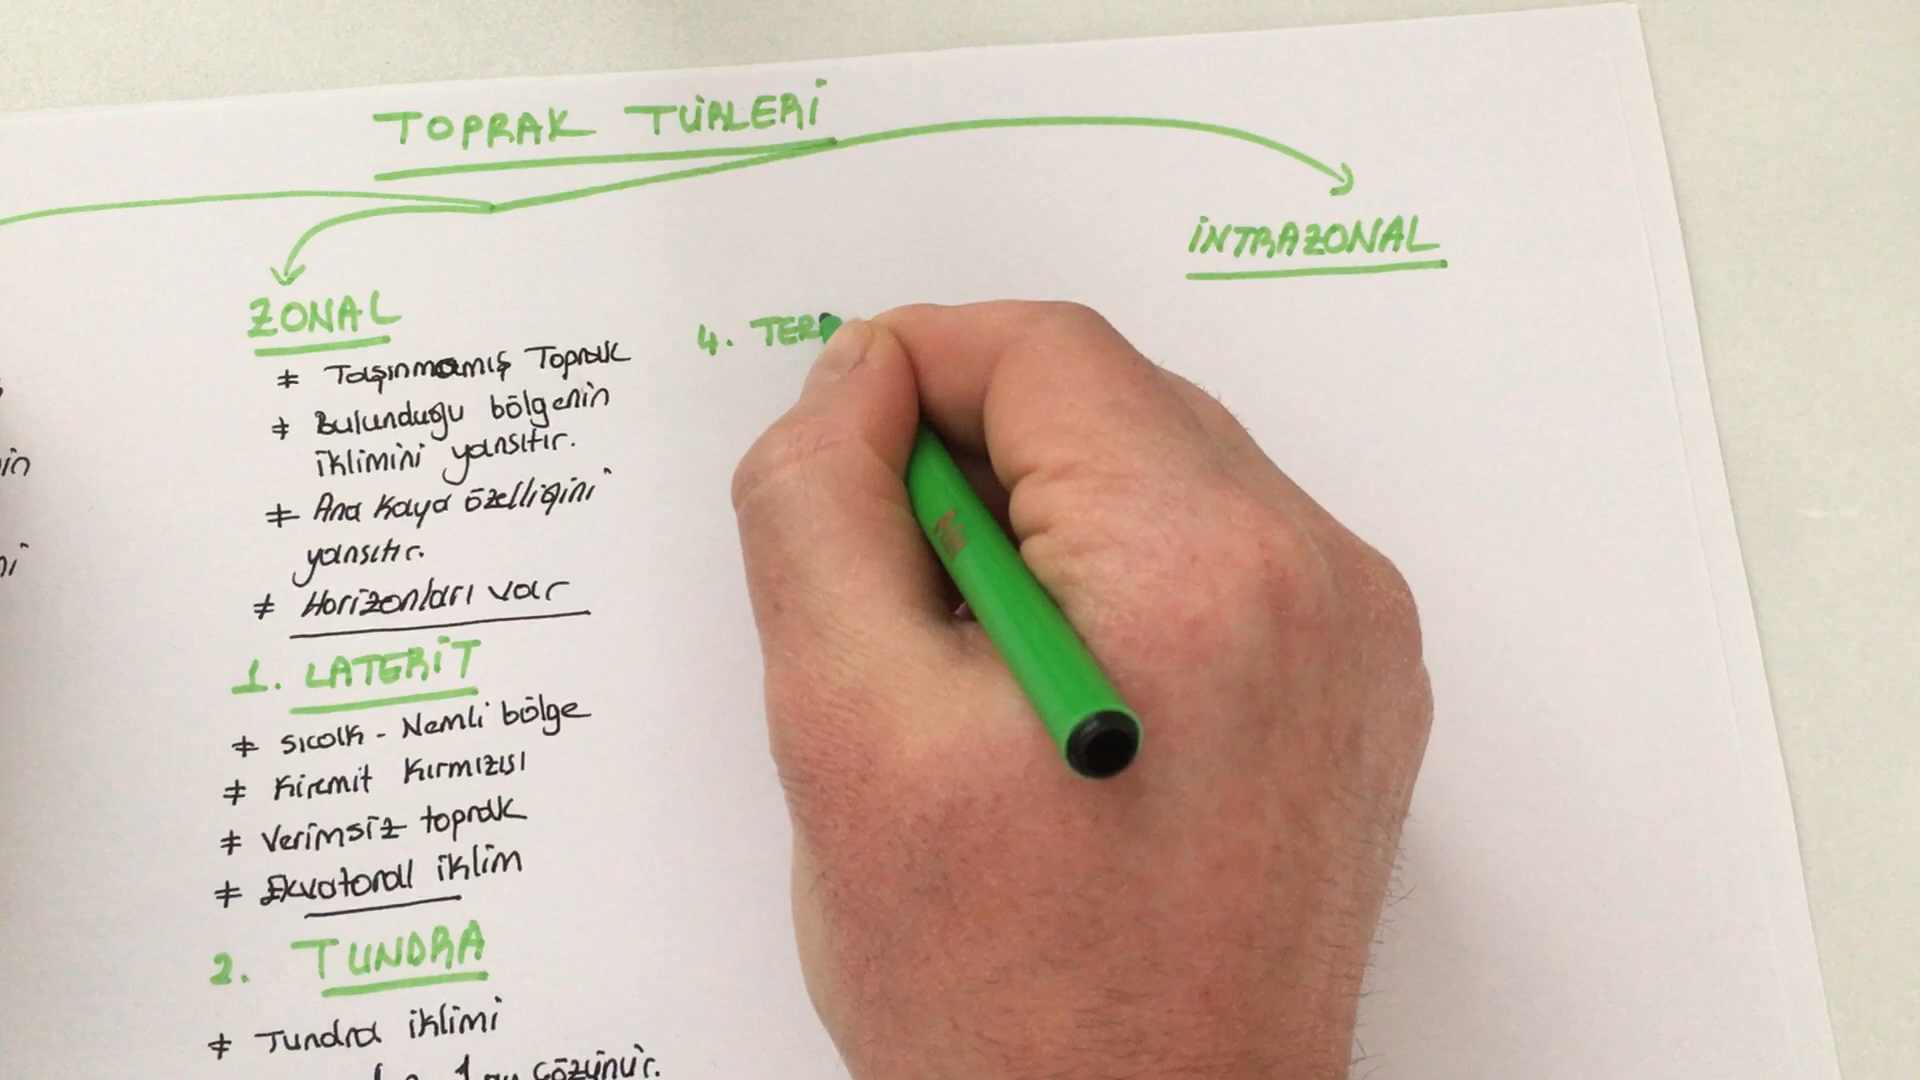 TOPRAK TÜRLERİ
İNTRAZONAL
ZONAL
* Taşınmamış Toprak
* Bulunduğu bölgenin
iklimini yansıtır.
* Ana Kaya özelliğini
yansıtır.
* Horizonları var
1. LATERİT
* Sıcak - Nemli bölge
* Kiremit Kırmızısı
* Verimsiz toprak
* Ekvatoral iklim
2. TUNDRA
* Tundra iklimi
çözünür.
4. TER
in